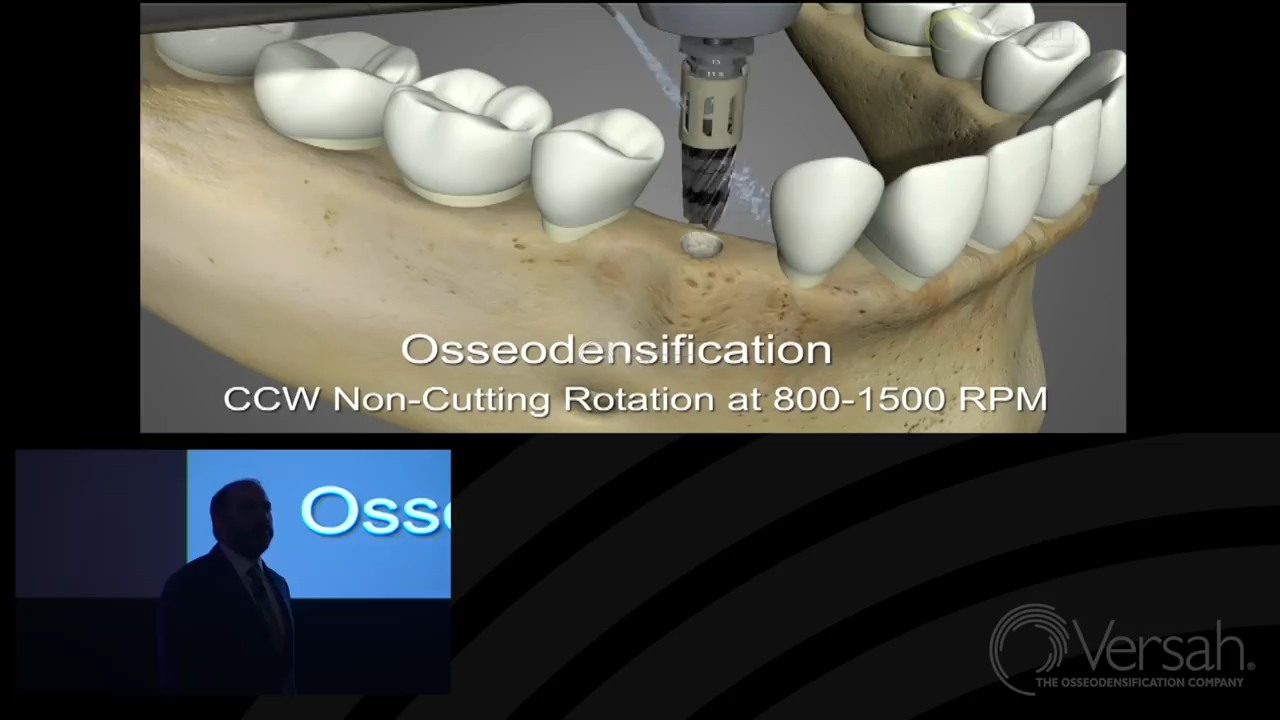 Osseodensification
CCW Non-Cutting Rotation at 800-1500 RPM
Osse
Versah®
THE OSSEODENSIFICATION COMPANY